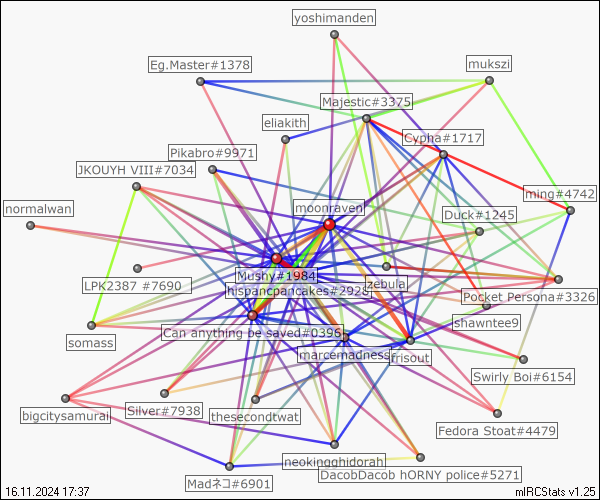 yoshimanden
Eg.Master#1378
mukszi
Majestic#3375
eliakith
Cypha#1717
Pikabro#9971
JKOUYH VIII#7034
ming#4742
normalwan
moonraven
Duck#1245
Mushy#1984
zebula
LPK2387 #7690
hispancpancakes#2925
Pocket Persona#3326
shawntee9
Can anything be saved#0396
somass
marcemadness
frisout
Swirly Boi#6154
bigcitysamurai
Silver#7938
thesecondtwat
Fedora Stoat#4479
neokingghidorah
DacobDacob hORNY police#5271
Madネコ#6901
16.11.2024 17:37
mIRCStats v1.25